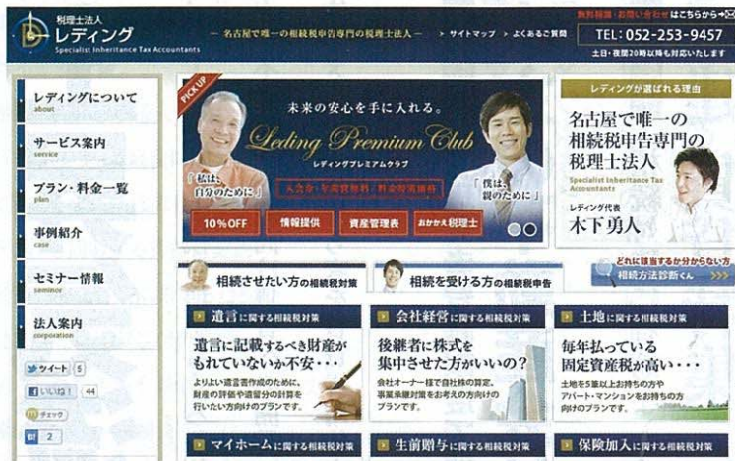 税理士法人
レディング
Specialist Inheritance Tax Accountants
― 名古屋で唯一の相続税申告専門の税理士法人 ―
> サイトマップ > よくあるご質問
無料相談・お問い合わせはこちらから→
TEL:052-253-9457
土日・夜間20時以降も対応いたします
レディングについて
about
サービス案内
service
プラン・料金一覧
plan
事例紹介
case
セミナー情報
seminor
法人案内
corporation
ツイート 5
いいね! 44
チェック
B! 2
PICK UP
未来の安心を手に入れる。
Leding Premium Club
レディングプレミアムクラブ
「私は、
自分のために」
入会金・年会費無料/料金特別価格
「僕は、
親のために」
10%OFF
情報提供
資産管理表
おかかえ税理士
レディングが選ばれる理由
名古屋で唯一の
相続税申告専門の
税理士法人
Specialist Inheritance Tax
Accountants
レディング代表
木下勇人
相続させたい方の相続税対策
相続を受ける方の相続税申告
どれに該当するか分からない方
相続方法診断くん >>>
遺言に関する相続税対策
遺言に記載するべき財産が
もれていないか不安・・・
よりよい遺言書作成のために、
財産の評価や遺留分の計算を
行いたい方向けのプランです。
会社経営に関する相続税対策
後継者に株式を
集中させた方がいいの?
会社オーナー様で自社株の算定、
事業承継対策をお考えの方向けの
プランです。
土地に関する相続税対策
毎年払っている
固定資産税が高い・・・
土地を5筆以上お持ちの方や
アパート・マンションをお持ちの方
向けのプランです。
マイホームに関する相続税対策
生前贈与に関する相続税対策
保険加入に関する相続税対策